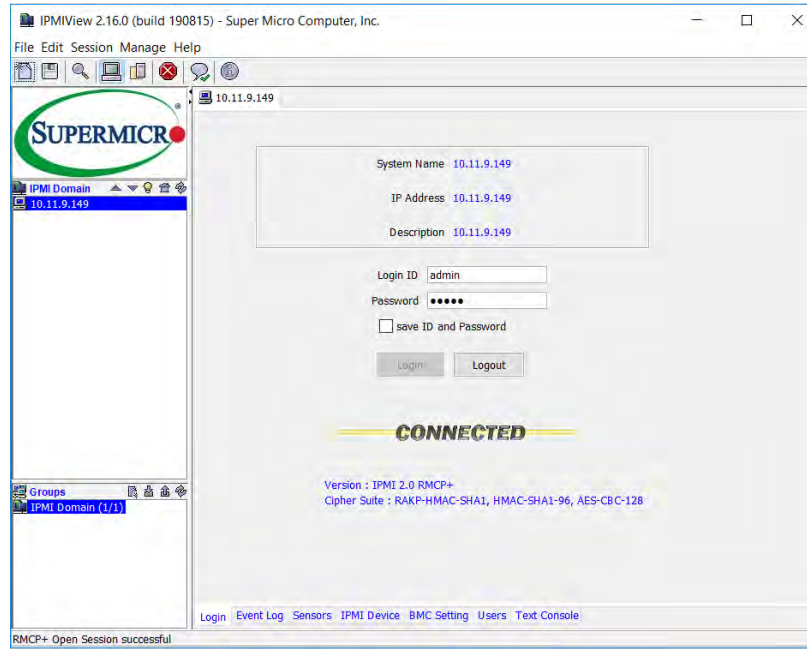 IPMIView 2.16.0 (build 190815) - Super Micro Computer, Inc.
File Edit Session Manage Help
10.11.9.149
SUPERMICR
IPMI Domain
10.11.9.149
System Name 10.11.9.149
IP Address 10.11.9.149
Description 10.11.9.149
Login ID admin
Password •••••
save ID and Password
Login Logout
CONNECTED
Version : IPMI 2.0 RMCP+
Cipher Suite : RAKP-HMAC-SHA1, HMAC-SHA1-96, AES-CBC-128
Groups
IPMI Domain (1/1)
Login Event Log Sensors IPMI Device BMC Setting Users Text Console
RMCP+ Open Session successful